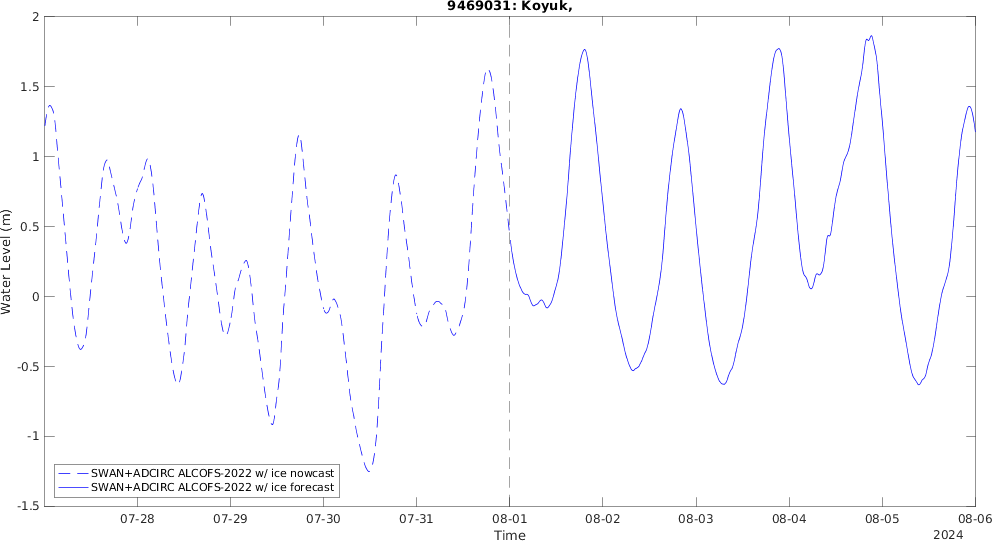 9469031: Koyuk,
2
1.5
1
0.5
0
-0.5
-1
-1.5
Water Level (m)
SWAN+ADCIRC ALCOFS-2022 w/ ice nowcast
SWAN+ADCIRC ALCOFS-2022 w/ ice forecast
07-28 07-29 07-30 07-31 08-01 08-02 08-03 08-04 08-05 08-06
Time
2024